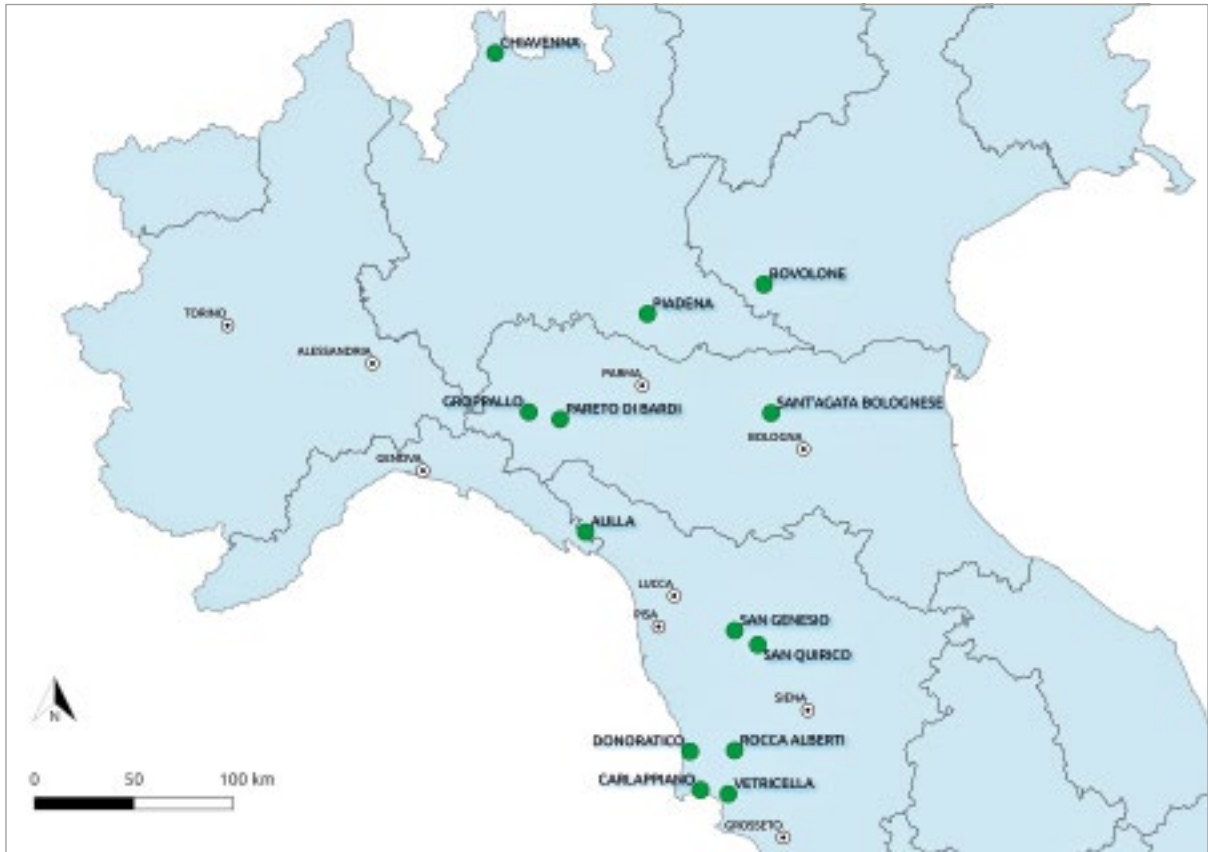 CHIAVENNA
BOVOLONE
PIADENA
TORINO
ALESSANDRIA
PARMA
GROPPALLO
PARETO DI BARDI
SANT'AGATA BOLOGNESE
BOLOGNA
GENOVA
AULLA
LUCCA
PISA
SAN GENESIO
SAN QUIRICO
SIENA
DONORATICO
ROCCA ALBERTI
CARLAPPIANO
VETRICELLA
GROSSETO
N
0 50 100 km